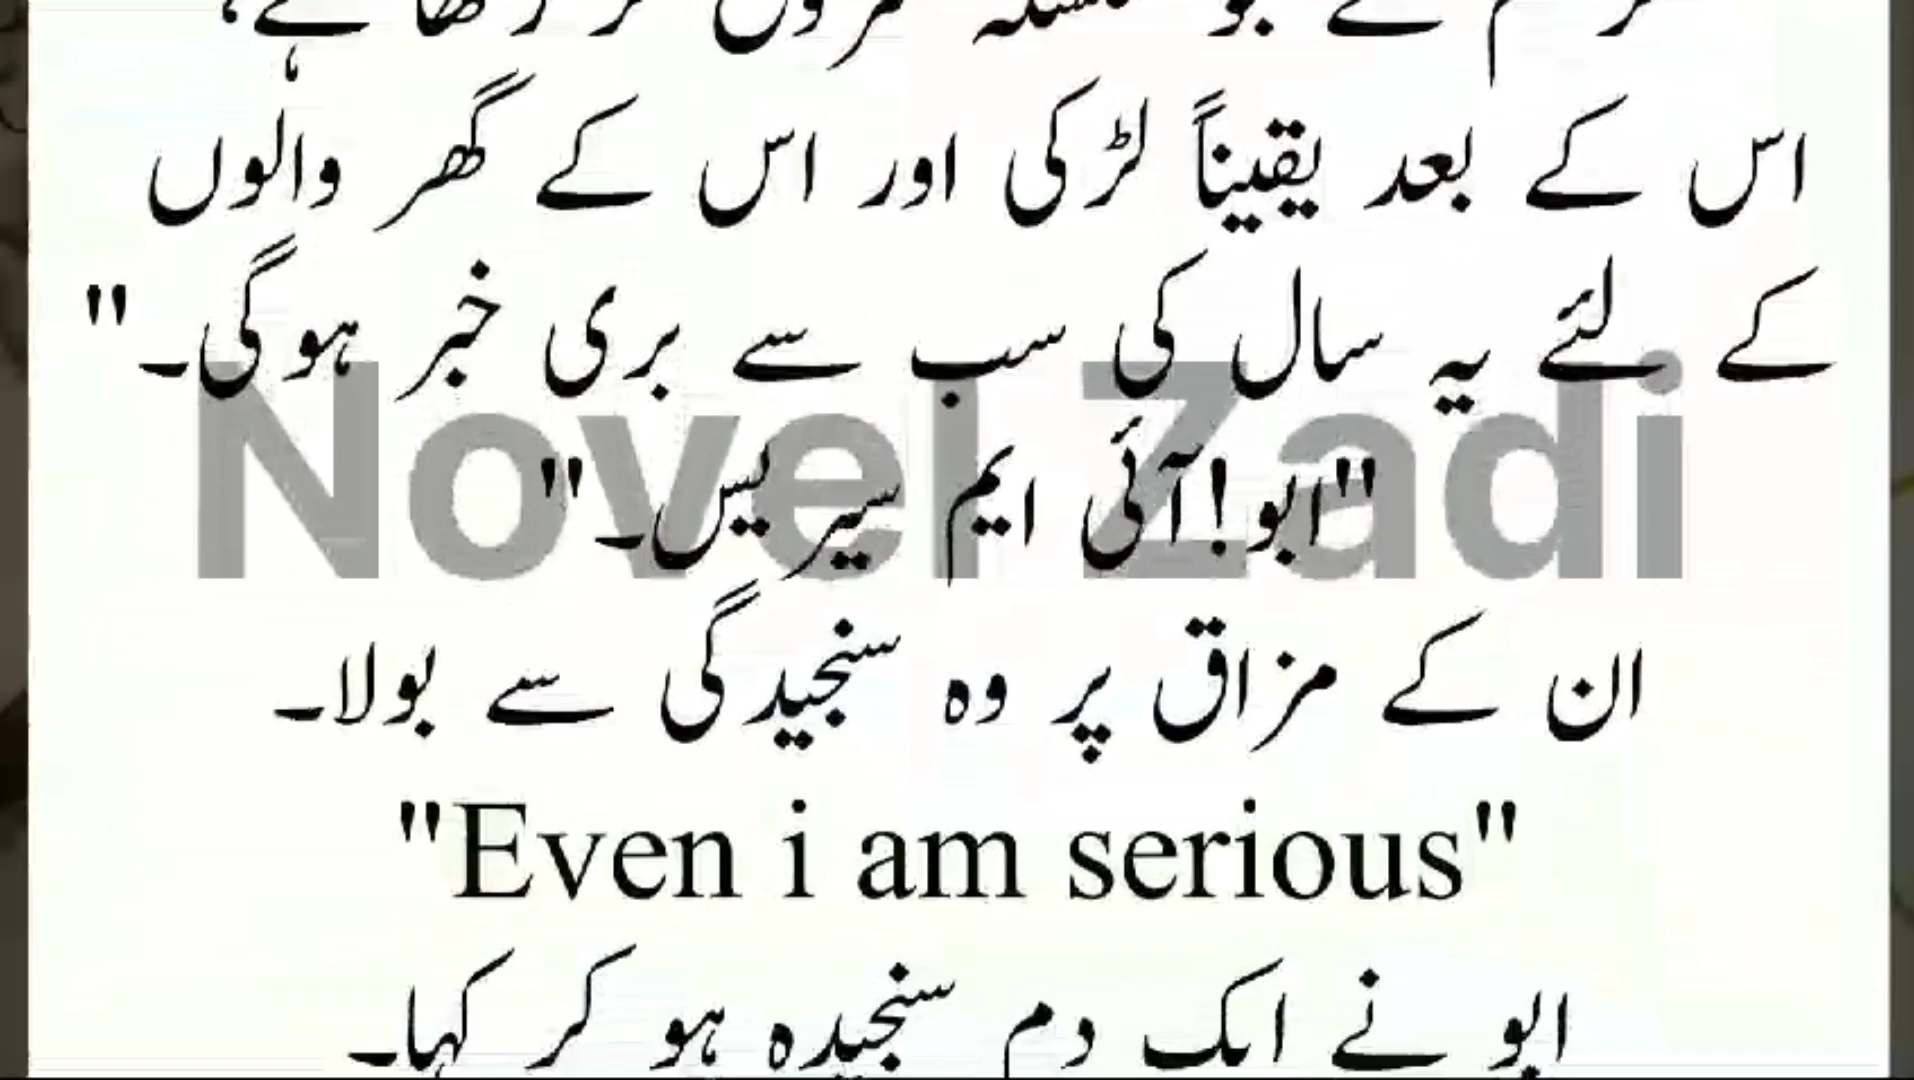 اس کے بعد یقیناً لڑکی اور اس کے گھر والوں
کے لئے یہ سال کی سب سے بری خبر ہوگی۔"
Novel Zadi
"ابو!آئی ایم سیریس۔"
ان کے مزاق پر وہ سنجیدگی سے بولا۔
"Even i am serious"
ابو نے ایک دم سنجیدہ ہو کر کہا۔